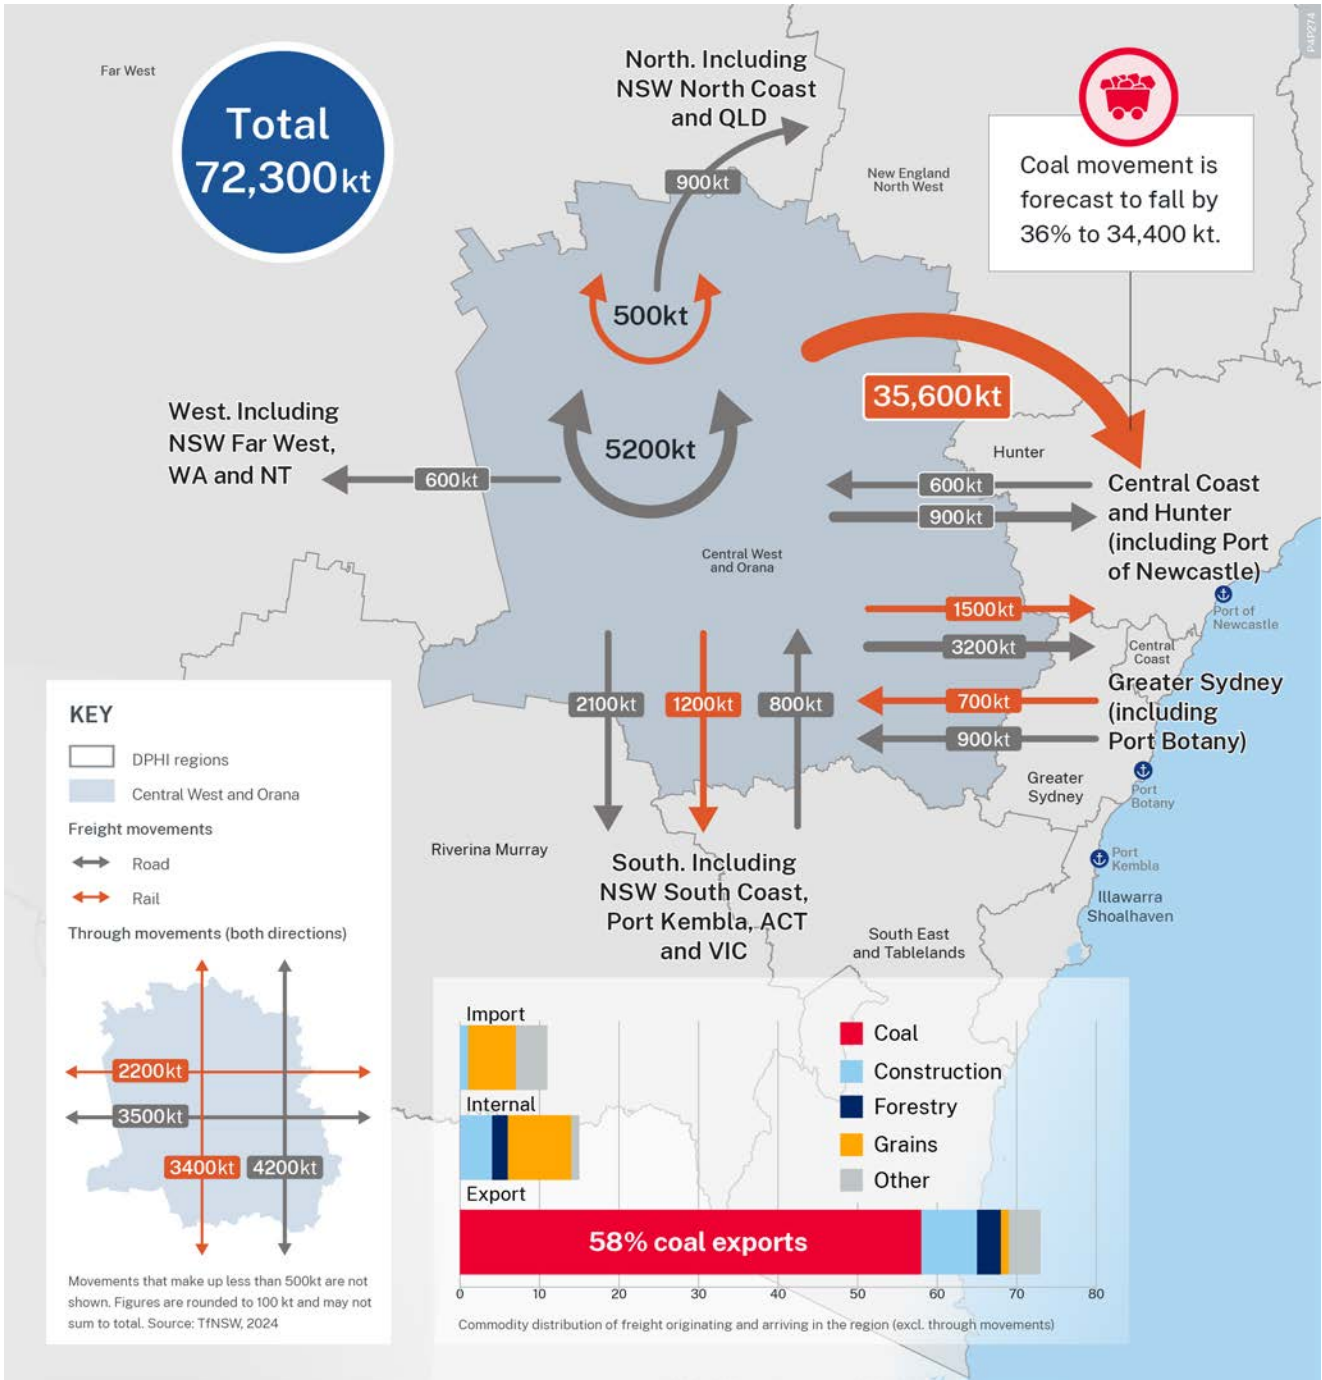 P4P274
Far West
Total
72,300kt
North. Including
NSW North Coast
and QLD
900kt
New England
North West
Coal movement is
forecast to fall by
36% to 34,400 kt.
500kt
35,600kt
West. Including
NSW Far West,
WA and NT
600kt
5200kt
Hunter
600kt
900kt
Central Coast
and Hunter
(including Port
of Newcastle)
Central West
and Orana
Port of
Newcastle
1500kt
3200kt
Central
Coast
2100kt
1200kt
800kt
700kt
900kt
Greater Sydney
(including
Port Botany)
Greater
Sydney
Port
Botany
Riverina Murray
South. Including
NSW South Coast,
Port Kembla, ACT
and VIC
Port
Kembla
Illawarra
Shoalhaven
South East
and Tablelands
KEY
DPHI regions
Central West and Orana
Freight movements
Road
Rail
Through movements (both directions)
2200kt
3500kt
3400kt
4200kt
Movements that make up less than 500kt are not
shown. Figures are rounded to 100 kt and may not
sum to total. Source: TfNSW, 2024
Import
Internal
Export
58% coal exports
Coal
Construction
Forestry
Grains
Other
0 10 20 30 40 50 60 70 80
Commodity distribution of freight originating and arriving in the region (excl. through movements)